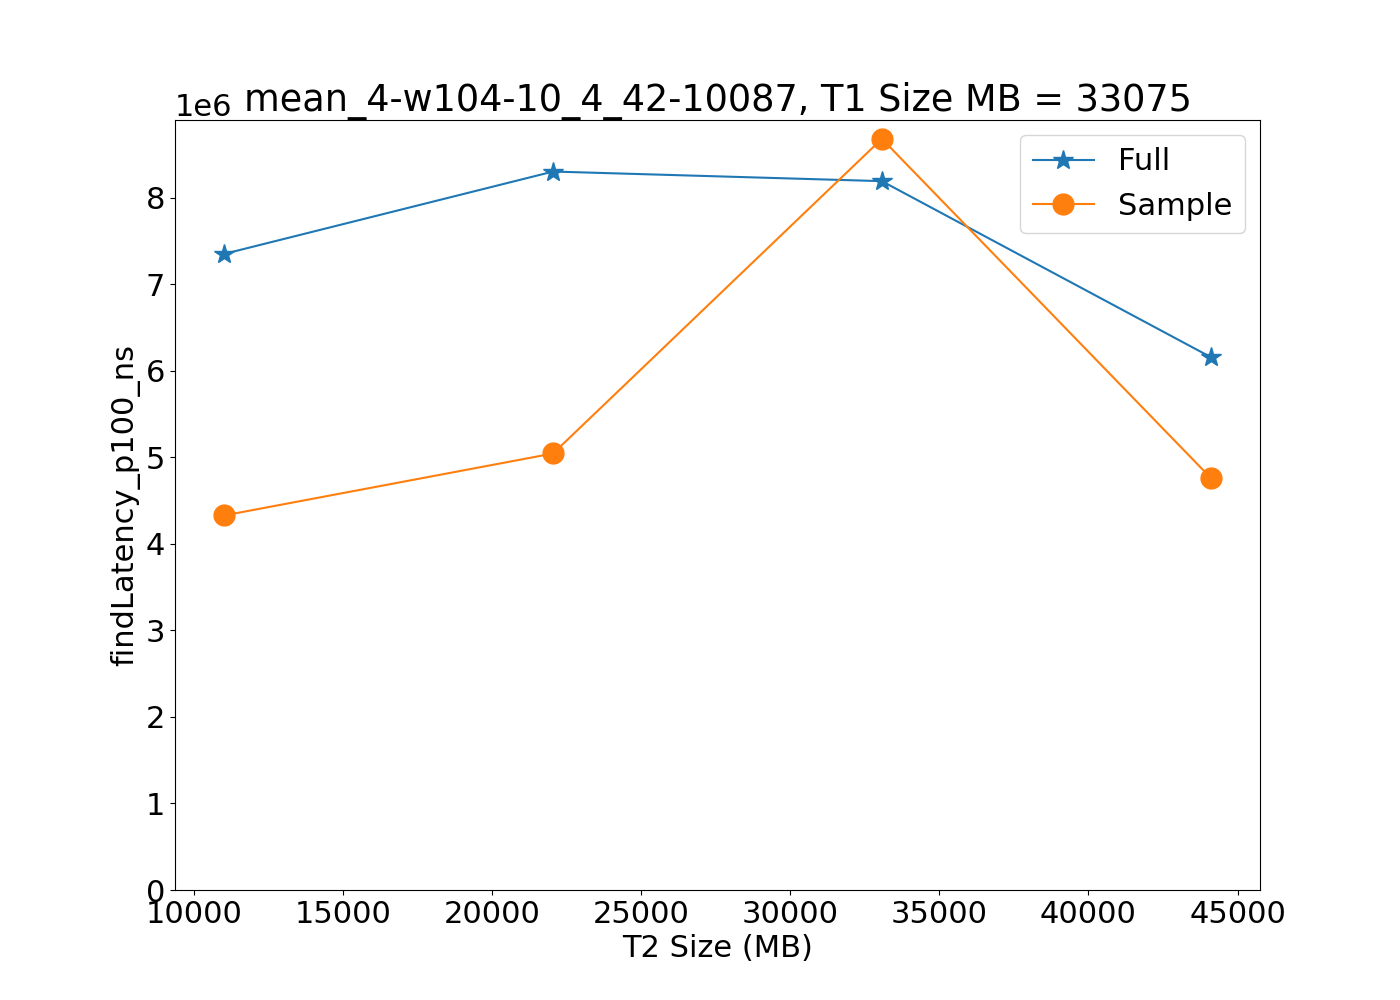 1e6
mean_4-w104-10_4_42-10087, T1 Size MB = 33075
Full
Sample
8
7
6
5
4
3
2
1
0
findLatency_p100_ns
10000 15000 20000 25000 30000 35000 40000 45000
T2 Size (MB)